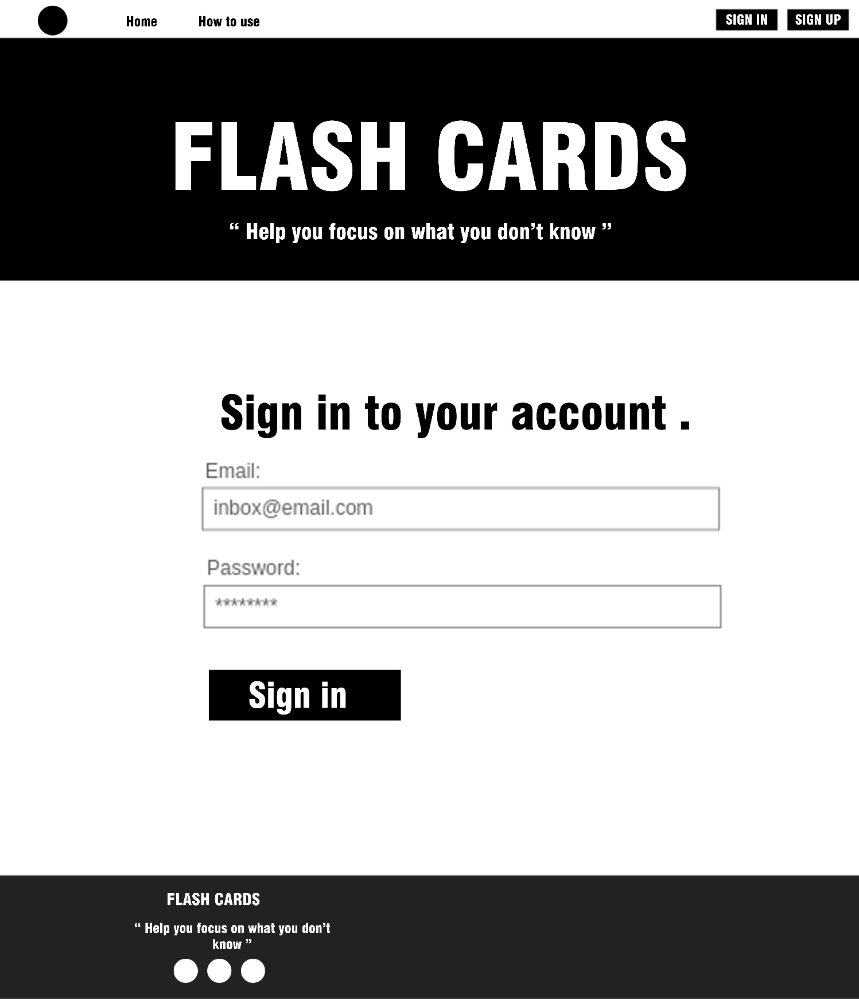 Home
How to use
SIGN IN
SIGN UP
FLASH CARDS
“ Help you focus on what you don’t know ”
Sign in to your account .
Email:
inbox@email.com
Password:
********
Sign in
FLASH CARDS
“ Help you focus on what you don’t
know ”